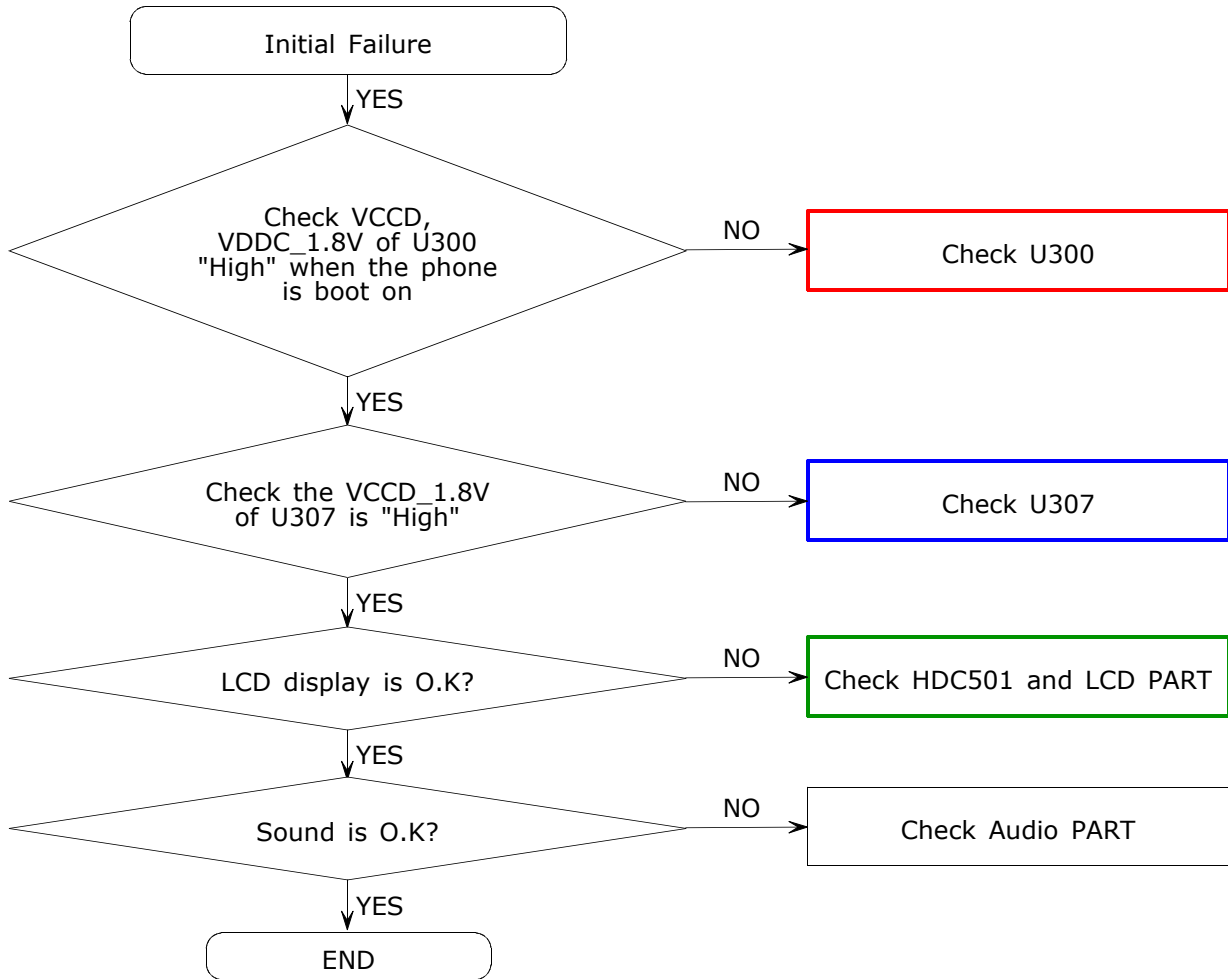 Initial Failure
YES
Check VCCD,
VDDC_1.8V of U300
"High" when the phone
is boot on
NO
Check U300
YES
Check the VCCD_1.8V
of U307 is "High"
NO
Check U307
YES
LCD display is O.K?
NO
Check HDC501 and LCD PART
YES
Sound is O.K?
NO
Check Audio PART
YES
END